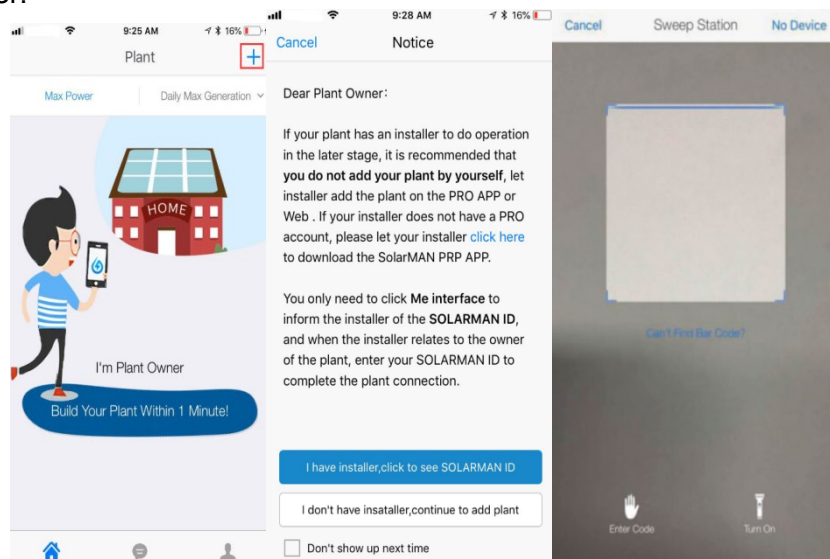 9:25 AM
16%
Plant
+
Max Power
Daily Max Generation
HOME
I'm Plant Owner
Build Your Plant Within 1 Minute!
9:28 AM
16%
Cancel
Notice
Dear Plant Owner:
If your plant has an installer to do operation
in the later stage, it is recommended that
you do not add your plant by yourself, let
installer add the plant on the PRO APP or
Web . If your installer does not have a PRO
account, please let your installer click here
to download the SolarMAN PRP APP.
You only need to click Me interface to
inform the installer of the SOLARMAN ID,
and when the installer relates to the owner
of the plant, enter your SOLARMAN ID to
complete the plant connection.
I have installer,click to see SOLARMAN ID
I don't have insataller,continue to add plant
Don't show up next time
Cancel
Sweep Station
No Device
Can't Find Bar Code?
Enter Code
Turn On